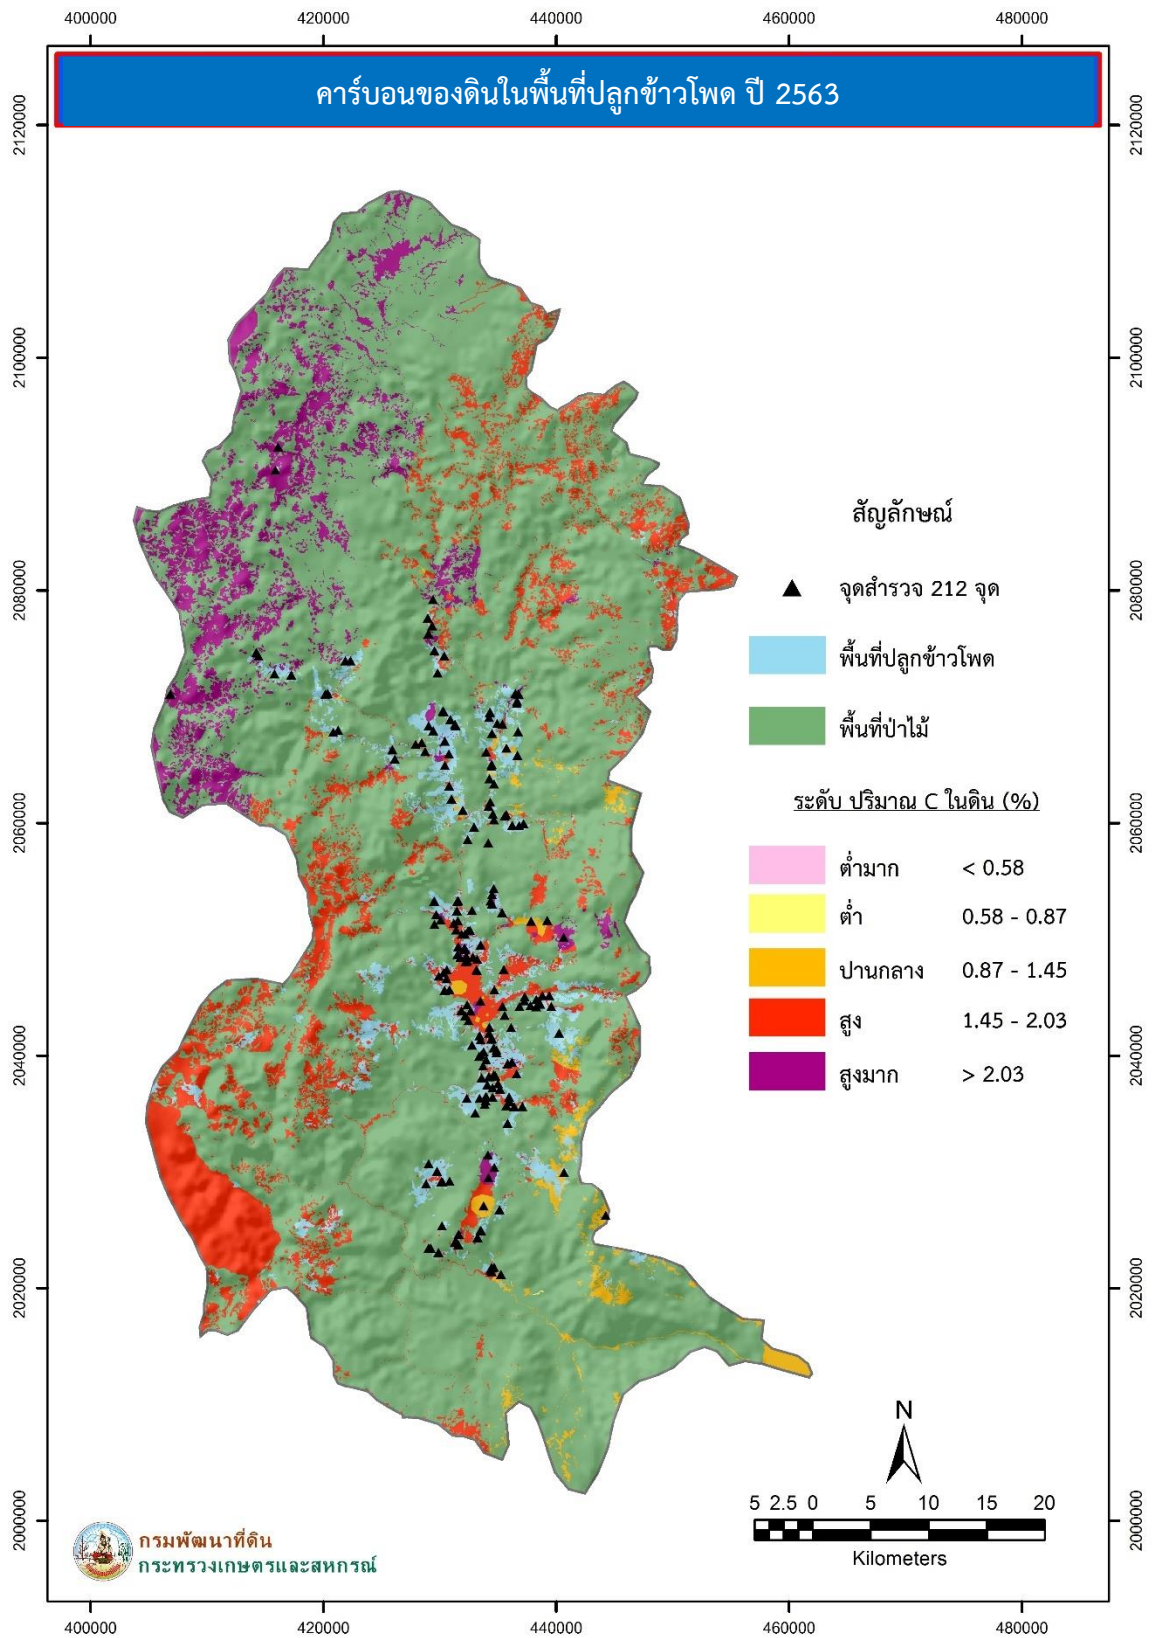 400000 420000 440000 460000 480000
คาร์บอนของดินในพื้นที่ปลูกข้าวโพด ปี 2563
2120000 2120000
2100000 2100000
สัญลักษณ์
2080000 2080000
จุดสำรวจ 212 จุด
พื้นที่ปลูกข้าวโพด
พื้นที่ป่าไม้
ระดับ ปริมาณ C ในดิน (%)
2060000 2060000
ต่ำมาก < 0.58
ต่ำ 0.58 - 0.87
ปานกลาง 0.87 - 1.45
สูง 1.45 - 2.03
2040000 2040000
สูงมาก > 2.03
2020000 2020000
N
5 2.5 0 5 10 15 20
Kilometers
2000000 2000000
กรมพัฒนาที่ดิน
กระทรวงเกษตรและสหกรณ์
400000 420000 440000 460000 480000